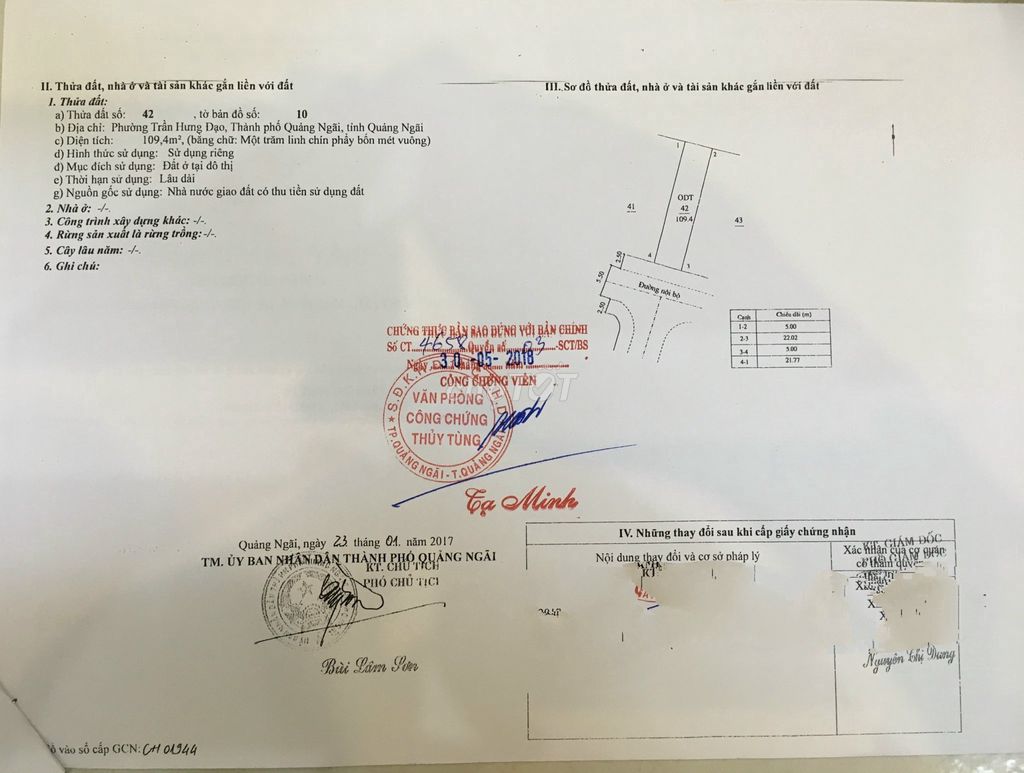 II. Thửa đất, nhà ở và tài sản khác gắn liền với đất
1. Thửa đất:
a) Thửa đất số: 42 , tờ bản đồ số: 10
b) Địa chỉ: Phường Trần Hưng Đạo, Thành phố Quảng Ngãi, tỉnh Quảng Ngãi
c) Diện tích: 109,4m², (bằng chữ: Một trăm linh chín phẩy bốn mét vuông)
d) Hình thức sử dụng: Sử dụng riêng
đ) Mục đích sử dụng: Đất ở tại đô thị
e) Thời hạn sử dụng: Lâu dài
g) Nguồn gốc sử dụng: Nhà nước giao đất có thu tiền sử dụng đất
2. Nhà ở: -/-.
3. Công trình xây dựng khác: -/-.
4. Rừng sản xuất là rừng trồng: -/-.
5. Cây lâu năm: -/-.
6. Ghi chú:
III. Sơ đồ thửa đất, nhà ở và tài sản khác gắn liền với đất
1 2
ODT
42
109.4
41
43
4 3
2.50
5.50
2.50
Đường nội bộ
Cạnh Chiều dài (m)
1-2 5.00
2-3 22.02
3-4 5.00
4-1 21.77
CHỨNG THỰC BẢN SAO ĐÚNG VỚI BẢN CHÍNH
Số CT 4658 Quyển số 03 -SCT/BS
Ngày 30 -05- 2018
CÔNG CHỨNG VIÊN
VĂN PHÒNG
CÔNG CHỨNG
THỦY TÙNG
TP.QUẢNG NGÃI - T.QUẢNG NGÃI
Tạ Minh
Quảng Ngãi, ngày 23 tháng 01 năm 2017
TM. ỦY BAN NHÂN DÂN THÀNH PHỐ QUẢNG NGÃI
KT. CHỦ TỊCH
PHÓ CHỦ TỊCH
Bùi Lâm Sơn
IV. Những thay đổi sau khi cấp giấy chứng nhận
Nội dung thay đổi và cơ sở pháp lý
Xác nhận của cơ quan
có thẩm quyền
KT. GIÁM ĐỐC
PHÓ GIÁM ĐỐC
Nguyễn Thị Dung
vào sổ cấp GCN: CH 01944